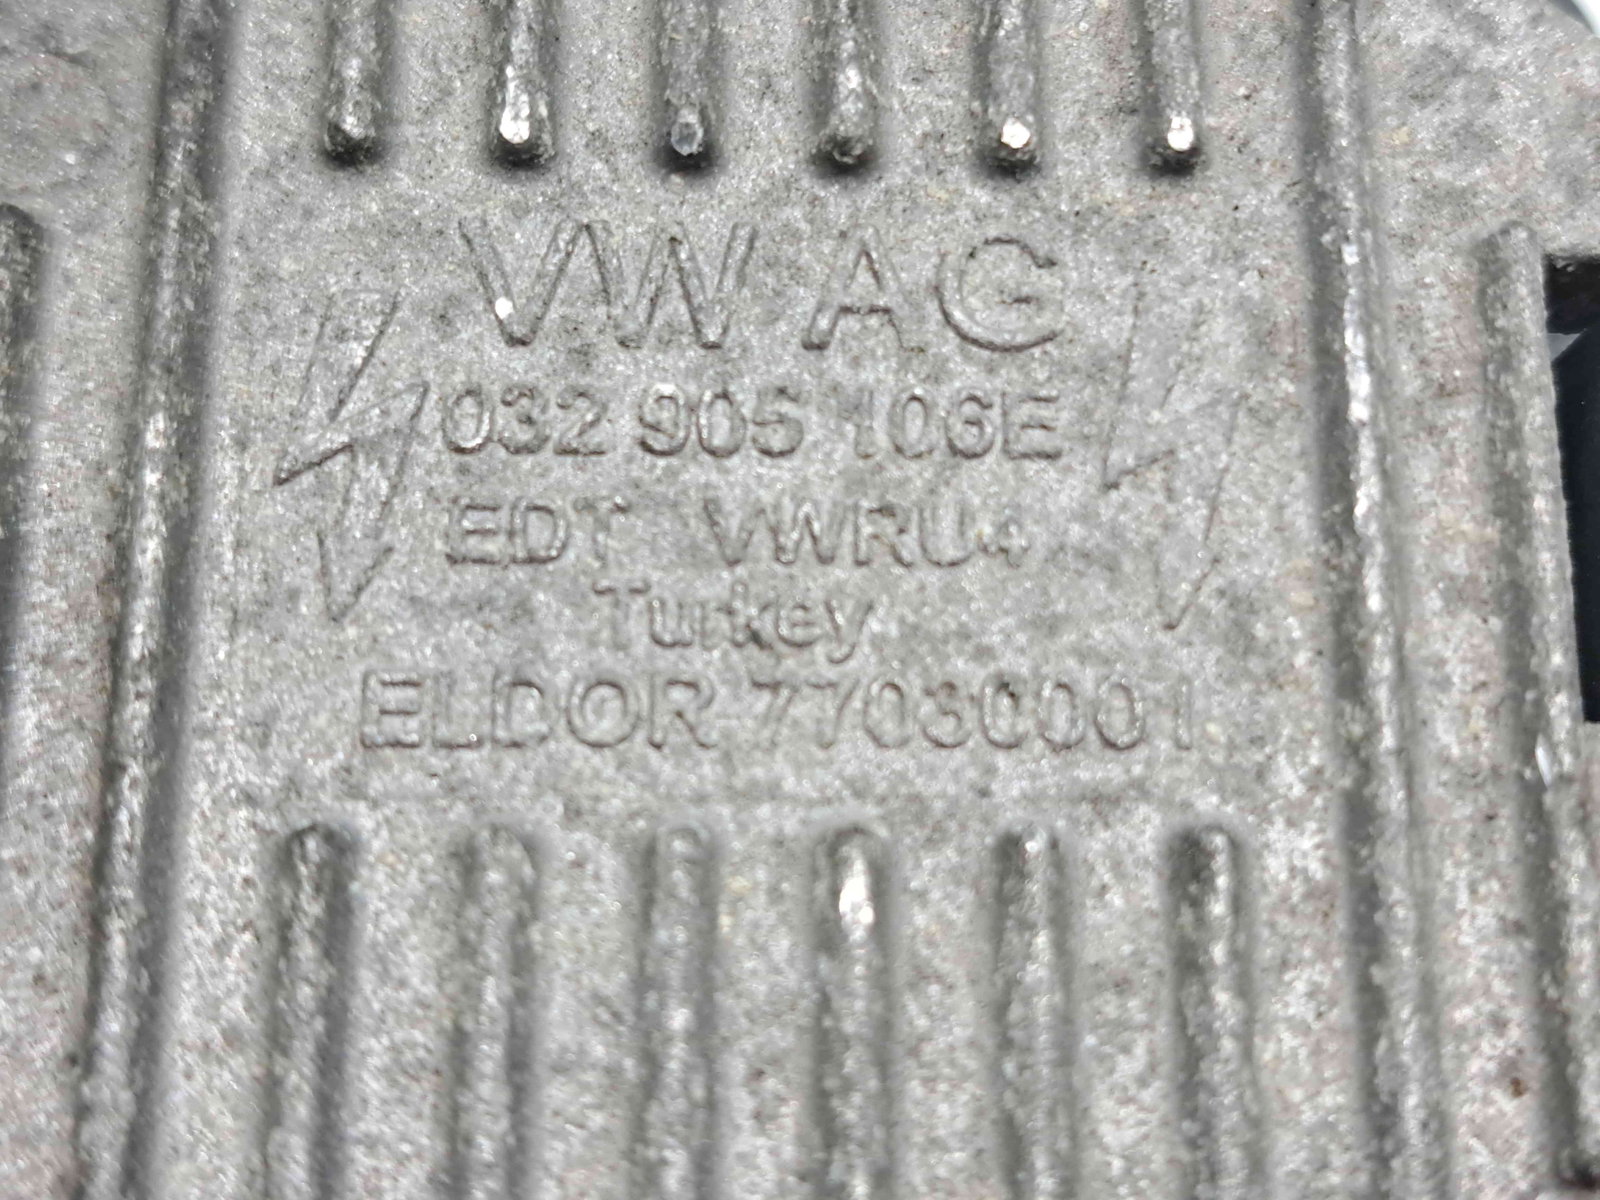 VW AG
032 905 106E
EDT VWRU4
Turkey
ELDOR 77030001